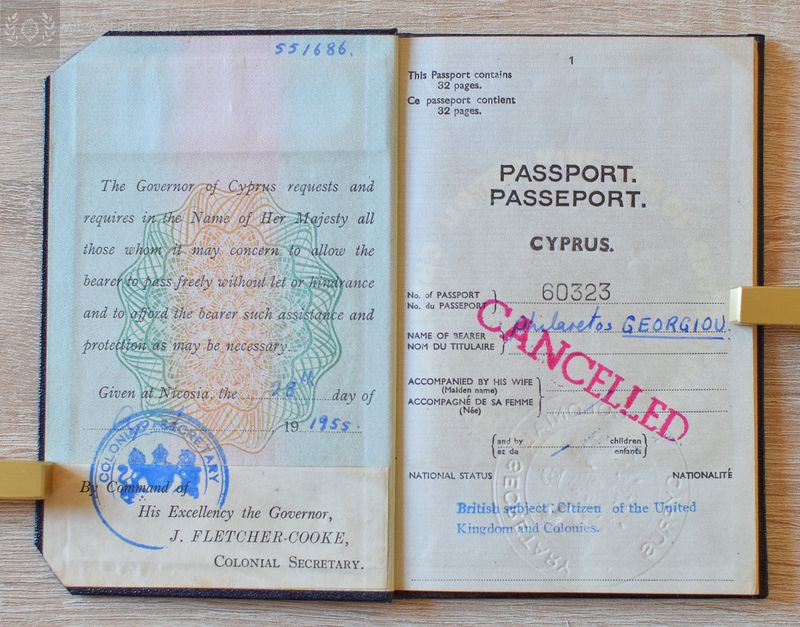 551686.
The Governor of Cyprus requests and
requires in the Name of Her Majesty all
those whom it may concern to allow the
bearer to pass freely without let or hindrance
and to afford the bearer such assistance and
protection as may be necessary.
Given at Nicosia, the 28th day of
1955
COLONIAL SECRETARY
By Command of
His Excellency the Governor,
J. FLETCHER-COOKE,
COLONIAL SECRETARY.
1
This Passport contains
32 pages.
Ce passeport contient
32 pages.
PASSPORT.
PASSEPORT.
CYPRUS.
No. of PASSPORT
No. du PASSEPORT
60323
CANCELLED
NAME OF BEARER
NOM DU TITULAIRE
Philaretos GEORGIOU.
ACCOMPANIED BY HIS WIFE
(Maiden name)
ACCOMPAGNÉ DE SA FEMME
(Née)
and by children
et de enfants
NATIONAL STATUS NATIONALITÉ
British subject: Citizen of the United
Kingdom and Colonies.